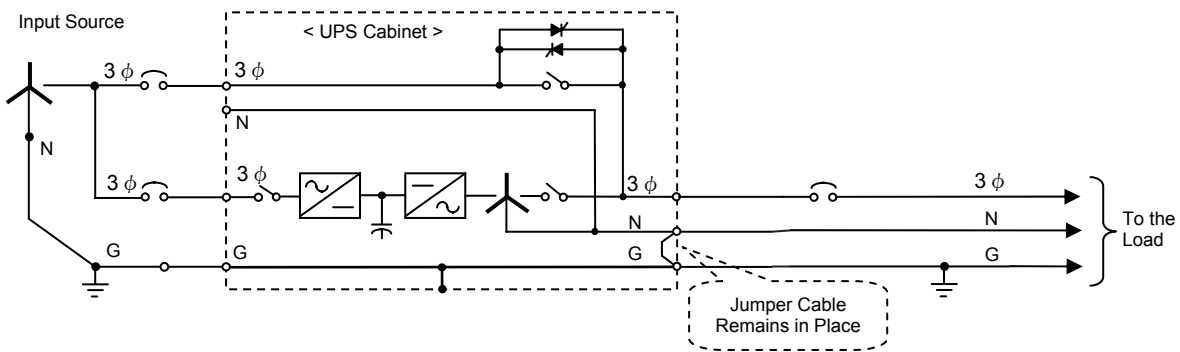 Input Source
< UPS Cabinet >
3 ϕ
3 ϕ
N
N
3 ϕ
3 ϕ
3 ϕ
3 ϕ
N
N
To the
Load
G
G
G
G
Jumper Cable
Remains in Place